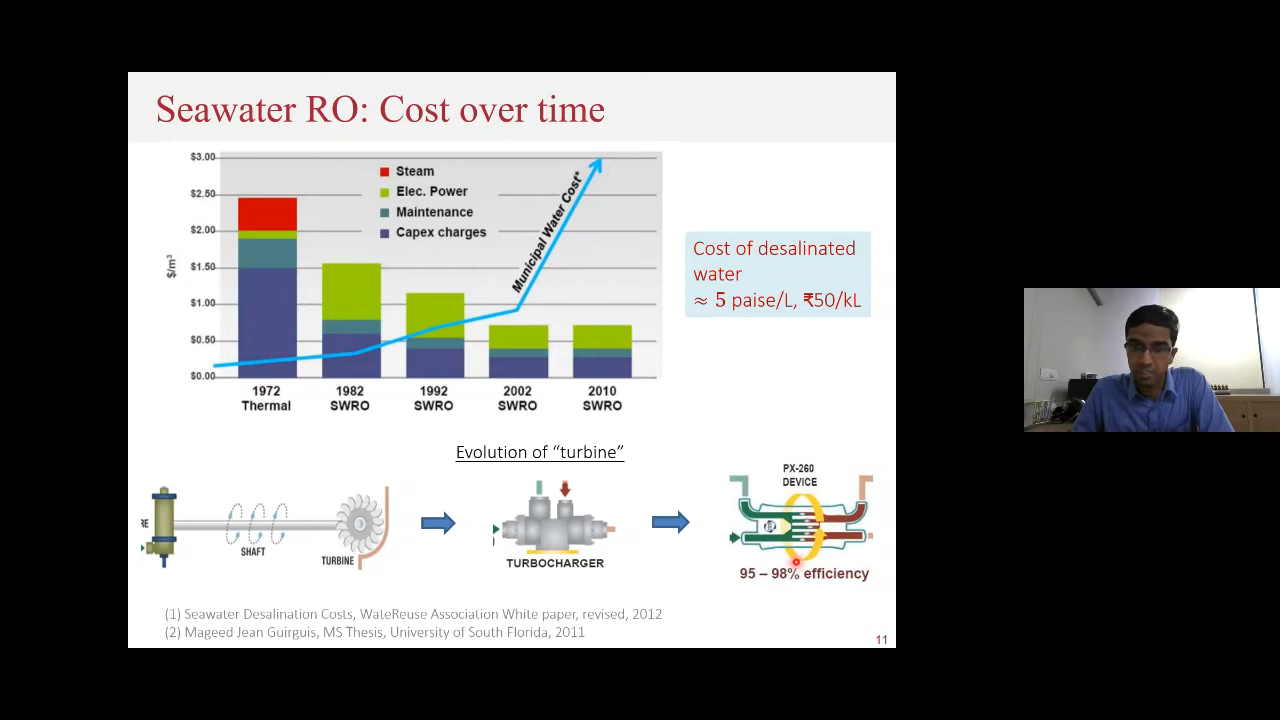 Seawater RO: Cost over time
$3.00
$2.50
$2.00
$1.50
$1.00
$0.50
$0.00
$/m³
Steam
Elec. Power
Maintenance
Capex charges
Municipal Water Cost*
1972
Thermal
1982
SWRO
1992
SWRO
2002
SWRO
2010
SWRO
Cost of desalinated
water
≈ 5 paise/L, ₹50/kL
Evolution of “turbine”
RE
SHAFT
TURBINE
TURBOCHARGER
PX-260
DEVICE
95 – 98% efficiency
(1) Seawater Desalination Costs, WateReuse Association White paper, revised, 2012
(2) Mageed Jean Guirguis, MS Thesis, University of South Florida, 2011
11